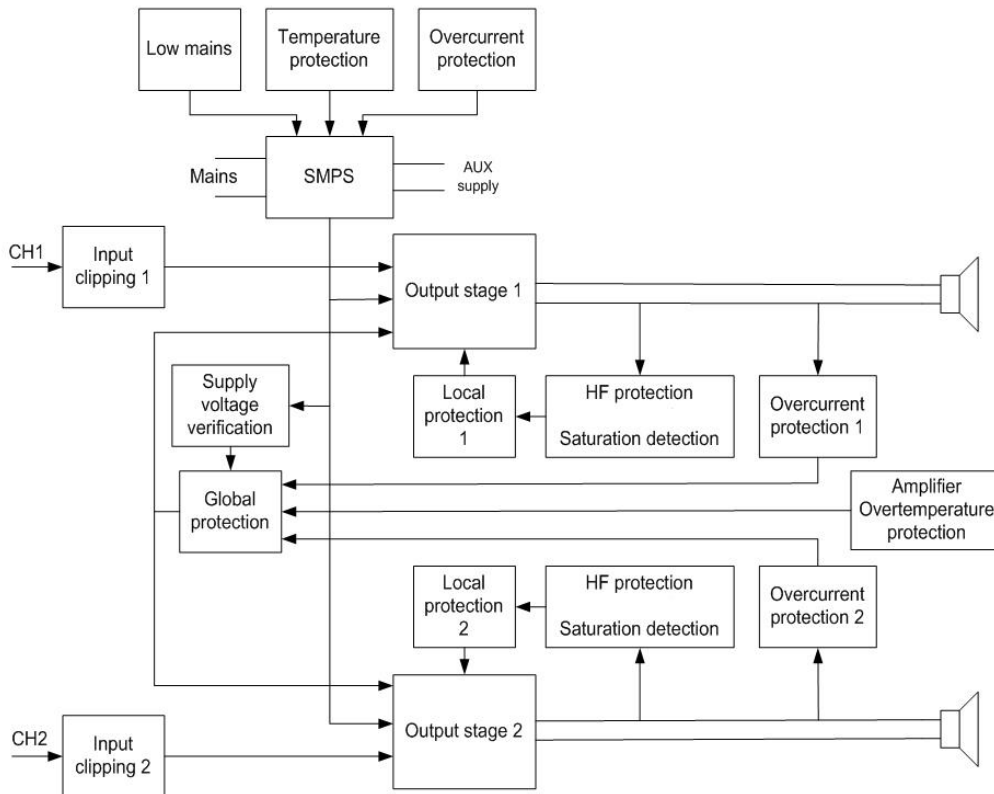 Low mains
Temperature
protection
Overcurrent
protection
Mains
SMPS
AUX
supply
CH1
Input
clipping 1
Output stage 1
Supply
voltage
verification
Local
protection
1
HF protection
Saturation detection
Overcurrent
protection 1
Global
protection
Amplifier
Overtemperature
protection
Local
protection
2
HF protection
Saturation detection
Overcurrent
protection 2
CH2
Input
clipping 2
Output stage 2